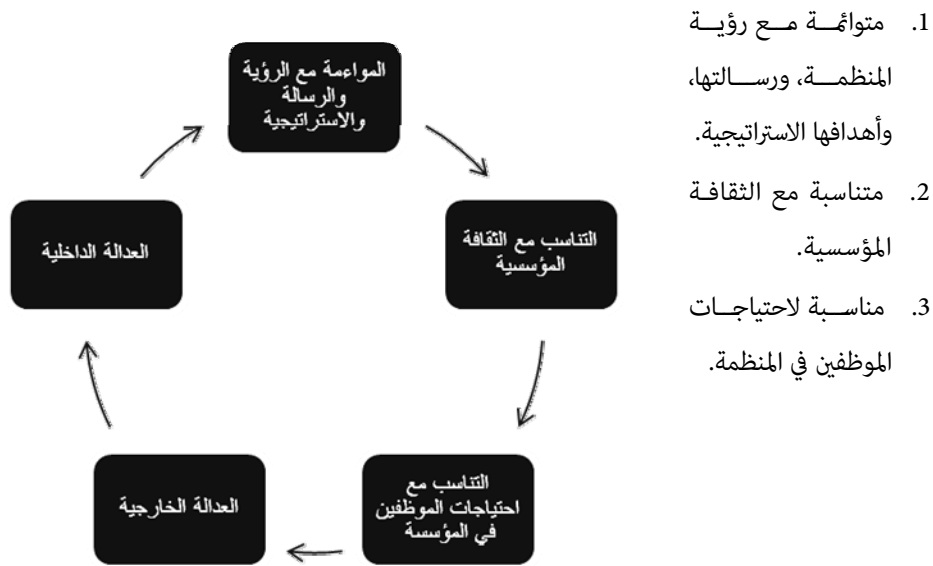 1. متوائمة مع رؤية
المنظمة، ورسالتها،
وأهدافها الاستراتيجية.
2. متناسبة مع الثقافة
المؤسسية.
3. مناسبة لاحتياجات
الموظفين في المنظمة.
المواءمة مع الرؤية
والرسالة
والاستراتيجية
التناسب مع الثقافة
المؤسسية
التناسب مع
احتياجات الموظفين
في المؤسسة
العدالة الخارجية
العدالة الداخلية